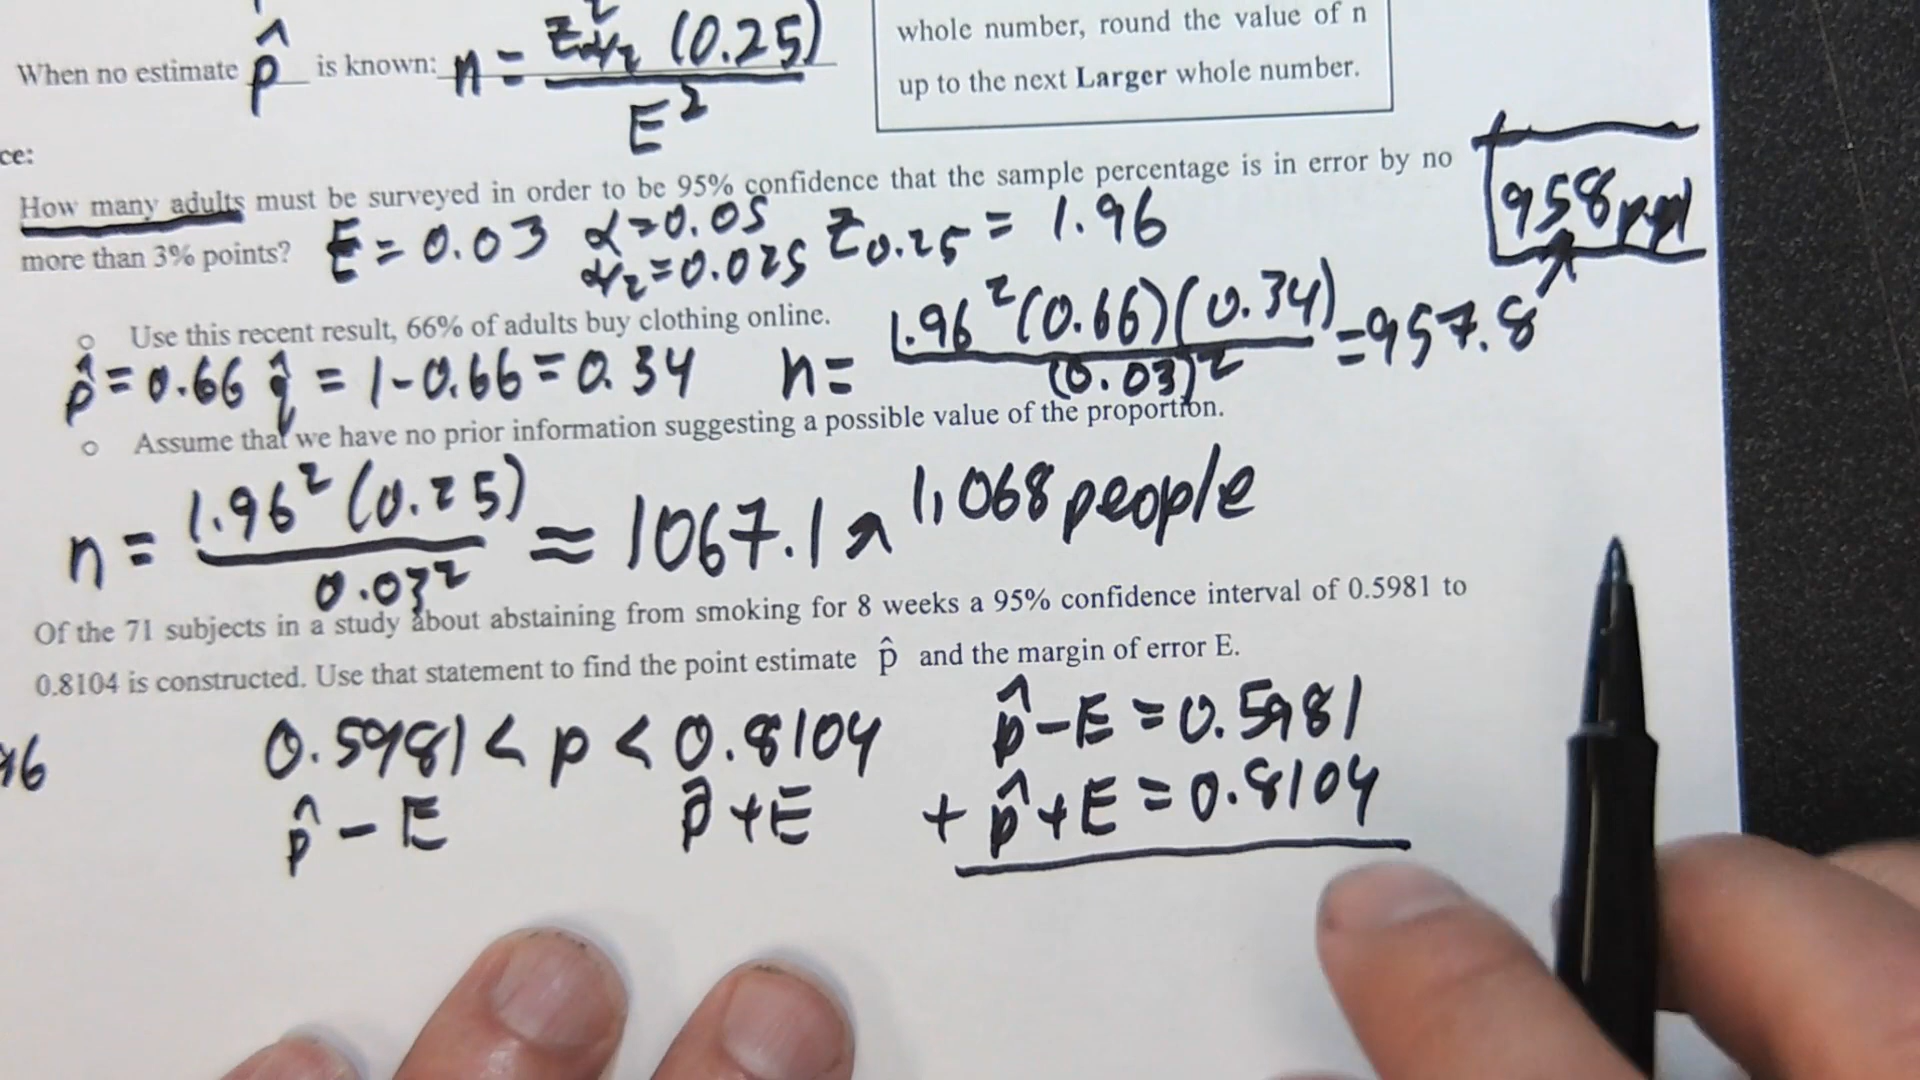 When no estimate p̂ is known: n = Zα/2² (0.25) / E²
whole number, round the value of n
up to the next Larger whole number.
ce:
How many adults must be surveyed in order to be 95% confidence that the sample percentage is in error by no
more than 3% points? E = 0.03 α = 0.05 Z0.25 = 1.96
α/2 = 0.025
958 ppl
Use this recent result, 66% of adults buy clothing online.
p̂ = 0.66 q̂ = 1 - 0.66 = 0.34 n = 1.96² (0.66)(0.34) / (0.03)² = 957.8
Assume that we have no prior information suggesting a possible value of the proportion.
n = 1.96² (0.25) / 0.03² ≈ 1067.1 1,068 people
Of the 71 subjects in a study about abstaining from smoking for 8 weeks a 95% confidence interval of 0.5981 to
0.8104 is constructed. Use that statement to find the point estimate p̂ and the margin of error E.
0.5981 < p < 0.8104
p̂ - E p̂ + E
p̂ - E = 0.5981
+ p̂ + E = 0.8104